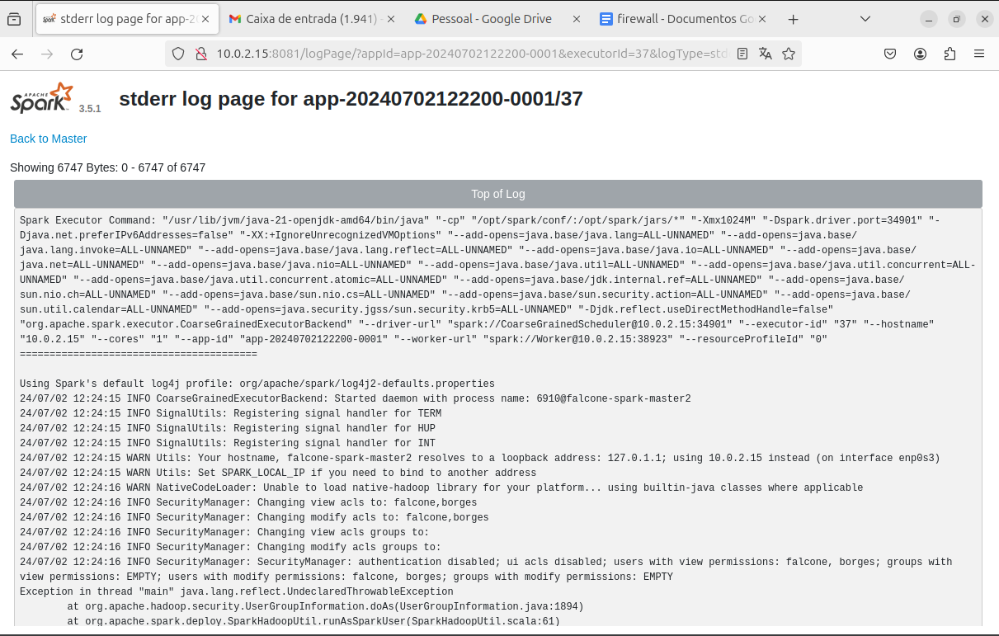 stderr log page for app-20
Caixa de entrada (1.941) -
Pessoal - Google Drive
firewall - Documentos Go
10.0.2.15:8081/logPage/?appId=app-20240702122200-0001&executorId=37&logType=std
APACHE
Spark
3.5.1
stderr log page for app-20240702122200-0001/37
Back to Master
Showing 6747 Bytes: 0 - 6747 of 6747
Top of Log
Spark Executor Command: "/usr/lib/jvm/java-21-openjdk-amd64/bin/java" "-cp" "/opt/spark/conf/:/opt/spark/jars/*" "-Xmx1024M" "-Dspark.driver.port=34901" "-
Djava.net.preferIPv6Addresses=false" "-XX:+IgnoreUnrecognizedVMOptions" "--add-opens=java.base/java.lang=ALL-UNNAMED" "--add-opens=java.base/
java.lang.invoke=ALL-UNNAMED" "--add-opens=java.base/java.lang.reflect=ALL-UNNAMED" "--add-opens=java.base/java.io=ALL-UNNAMED" "--add-opens=java.base/
java.net=ALL-UNNAMED" "--add-opens=java.base/java.nio=ALL-UNNAMED" "--add-opens=java.base/java.util=ALL-UNNAMED" "--add-opens=java.base/java.util.concurrent=ALL-
UNNAMED" "--add-opens=java.base/java.util.concurrent.atomic=ALL-UNNAMED" "--add-opens=java.base/jdk.internal.ref=ALL-UNNAMED" "--add-opens=java.base/
sun.nio.ch=ALL-UNNAMED" "--add-opens=java.base/sun.nio.cs=ALL-UNNAMED" "--add-opens=java.base/sun.security.action=ALL-UNNAMED" "--add-opens=java.base/
sun.util.calendar=ALL-UNNAMED" "--add-opens=java.security.jgss/sun.security.krb5=ALL-UNNAMED" "-Djdk.reflect.useDirectMethodHandle=false"
"org.apache.spark.executor.CoarseGrainedExecutorBackend" "--driver-url" "spark://CoarseGrainedScheduler@10.0.2.15:34901" "--executor-id" "37" "--hostname"
"10.0.2.15" "--cores" "1" "--app-id" "app-20240702122200-0001" "--worker-url" "spark://Worker@10.0.2.15:38923" "--resourceProfileId" "0"
========================================
Using Spark's default log4j profile: org/apache/spark/log4j2-defaults.properties
24/07/02 12:24:15 INFO CoarseGrainedExecutorBackend: Started daemon with process name: 6910@falcone-spark-master2
24/07/02 12:24:15 INFO SignalUtils: Registering signal handler for TERM
24/07/02 12:24:15 INFO SignalUtils: Registering signal handler for HUP
24/07/02 12:24:15 INFO SignalUtils: Registering signal handler for INT
24/07/02 12:24:15 WARN Utils: Your hostname, falcone-spark-master2 resolves to a loopback address: 127.0.1.1; using 10.0.2.15 instead (on interface enp0s3)
24/07/02 12:24:15 WARN Utils: Set SPARK_LOCAL_IP if you need to bind to another address
24/07/02 12:24:16 WARN NativeCodeLoader: Unable to load native-hadoop library for your platform... using builtin-java classes where applicable
24/07/02 12:24:16 INFO SecurityManager: Changing view acls to: falcone,borges
24/07/02 12:24:16 INFO SecurityManager: Changing modify acls to: falcone,borges
24/07/02 12:24:16 INFO SecurityManager: Changing view acls groups to:
24/07/02 12:24:16 INFO SecurityManager: Changing modify acls groups to:
24/07/02 12:24:16 INFO SecurityManager: SecurityManager: authentication disabled; ui acls disabled; users with view permissions: falcone, borges; groups with
view permissions: EMPTY; users with modify permissions: falcone, borges; groups with modify permissions: EMPTY
Exception in thread "main" java.lang.reflect.UndeclaredThrowableException
at org.apache.hadoop.security.UserGroupInformation.doAs(UserGroupInformation.java:1894)
at org.apache.spark.deploy.SparkHadoopUtil.runAsSparkUser(SparkHadoopUtil.scala:61)